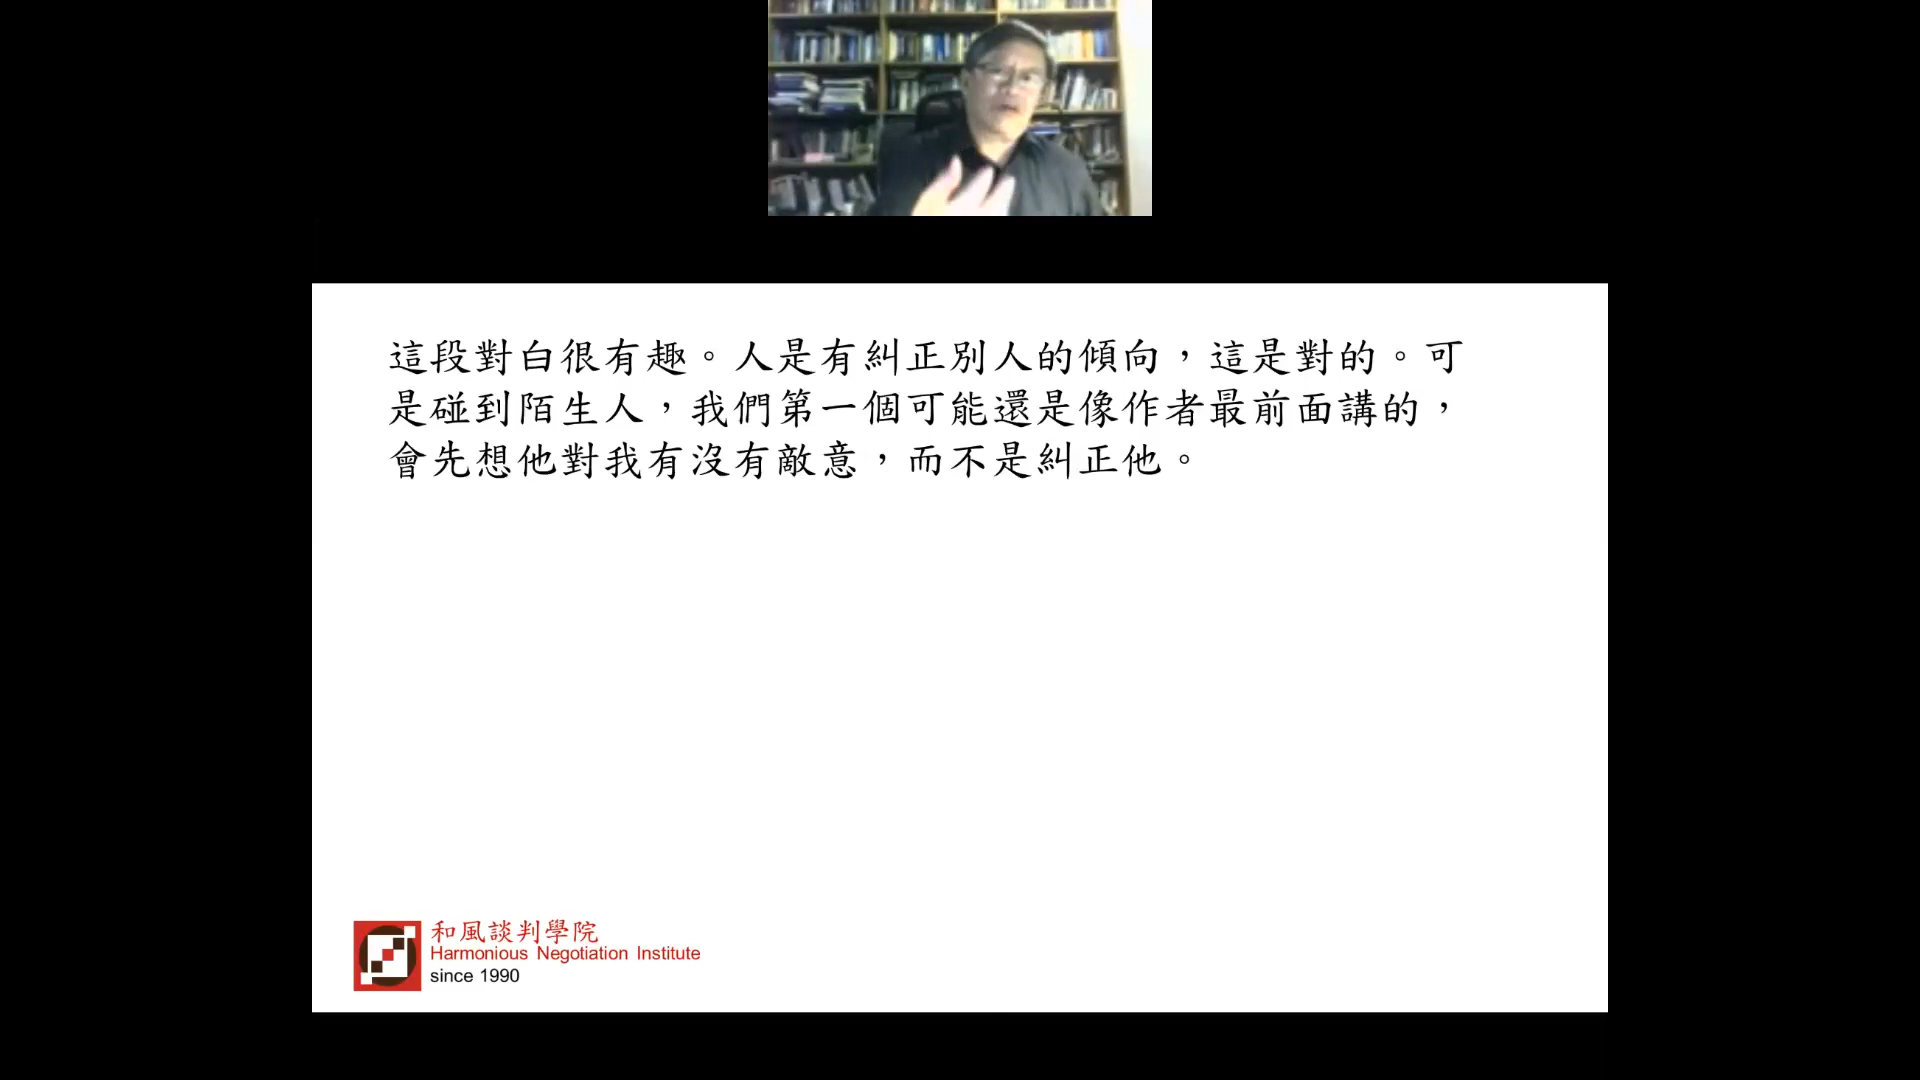 這段對白很有趣。人是有糾正別人的傾向，這是對的。可
是碰到陌生人，我們第一個可能還是像作者最前面講的，
會先想他對我有沒有敵意，而不是糾正他。
和風談判學院
Harmonious Negotiation Institute
since 1990